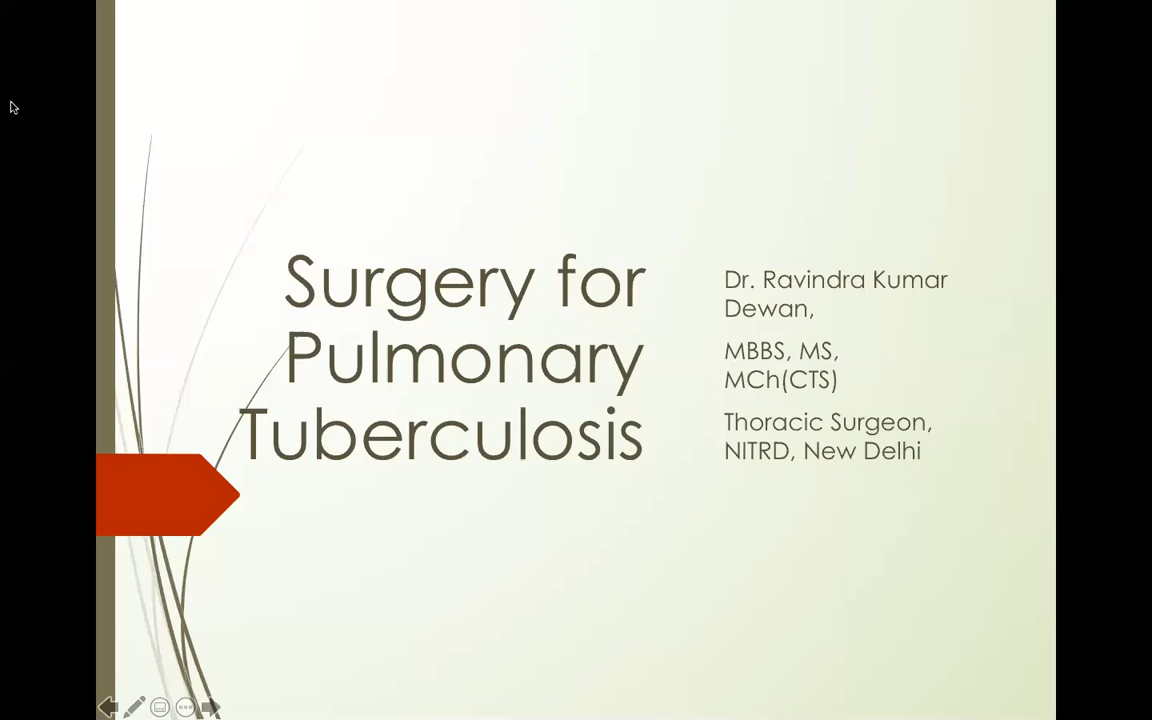 Surgery for
Pulmonary
Tuberculosis
Dr. Ravindra Kumar
Dewan,
MBBS, MS,
MCh(CTS)
Thoracic Surgeon,
NITRD, New Delhi